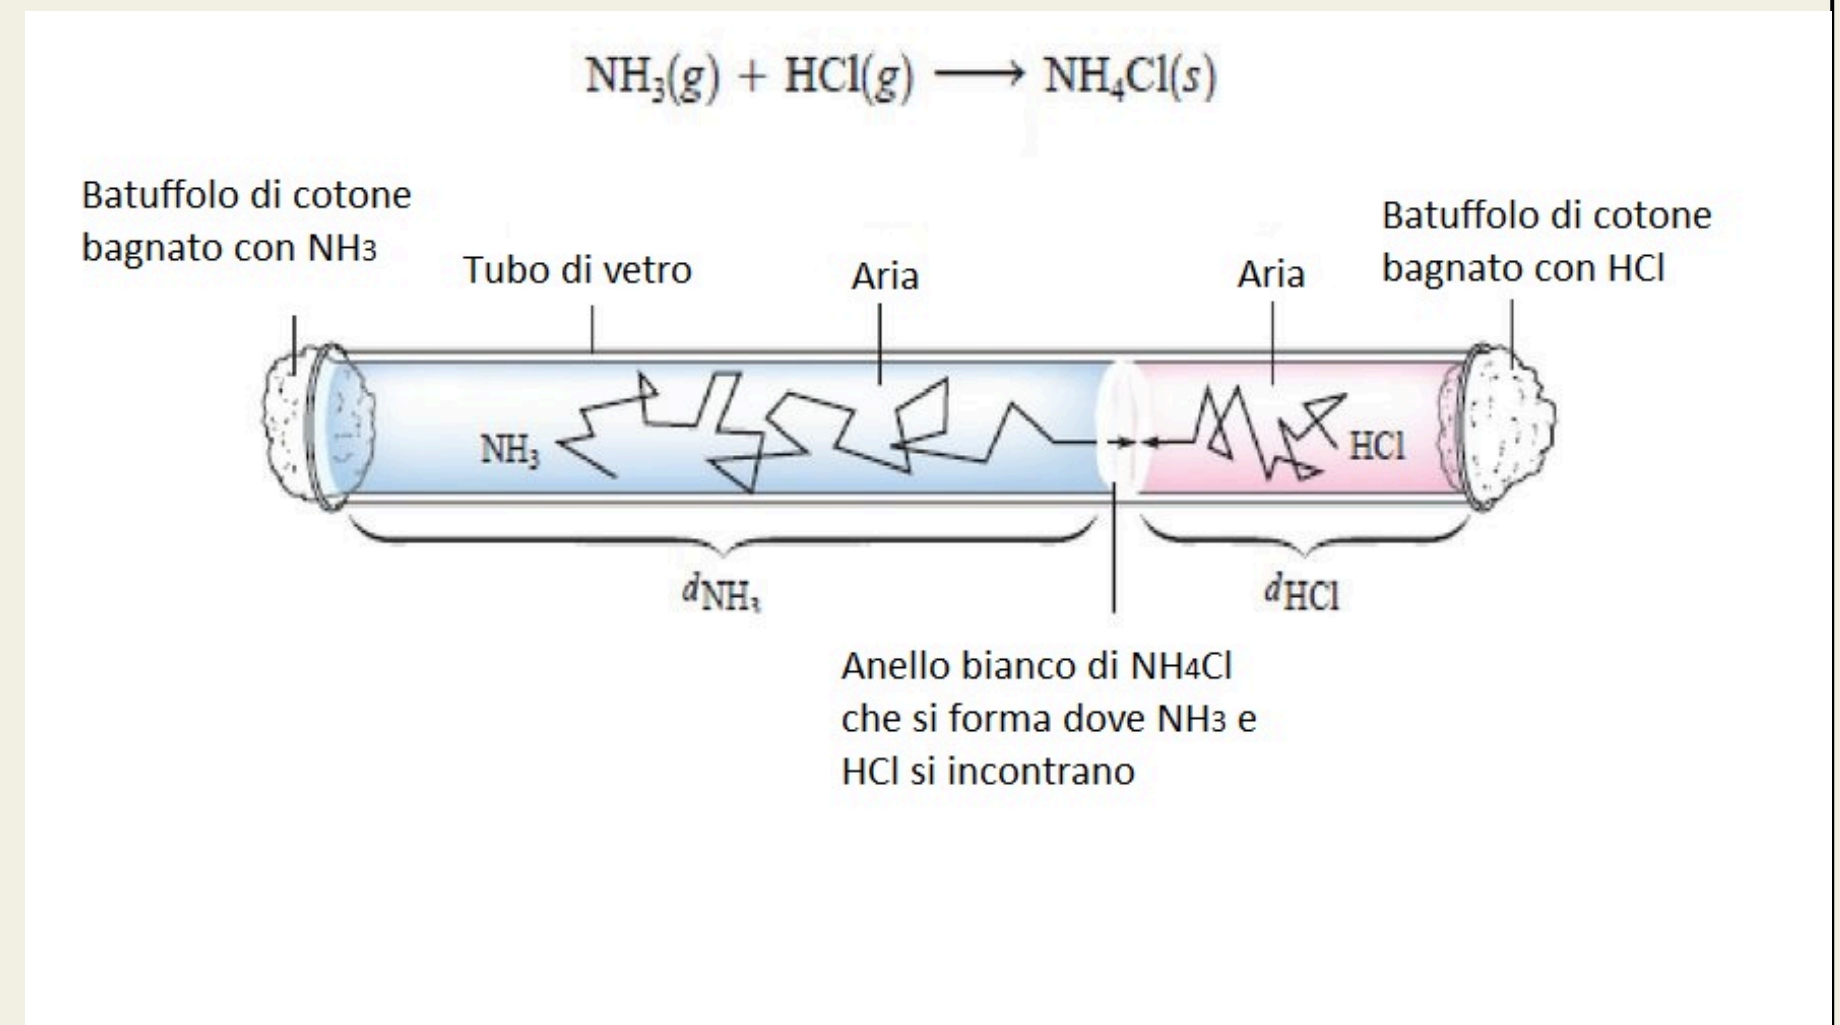 NH₃(g) + HCl(g) ⟶ NH₄Cl(s)
Batuffolo di cotone
bagnato con NH3
Tubo di vetro
Aria
Aria
Batuffolo di cotone
bagnato con HCl
NH₃
HCl
dNH₃
dHCl
Anello bianco di NH4Cl
che si forma dove NH3 e
HCl si incontrano